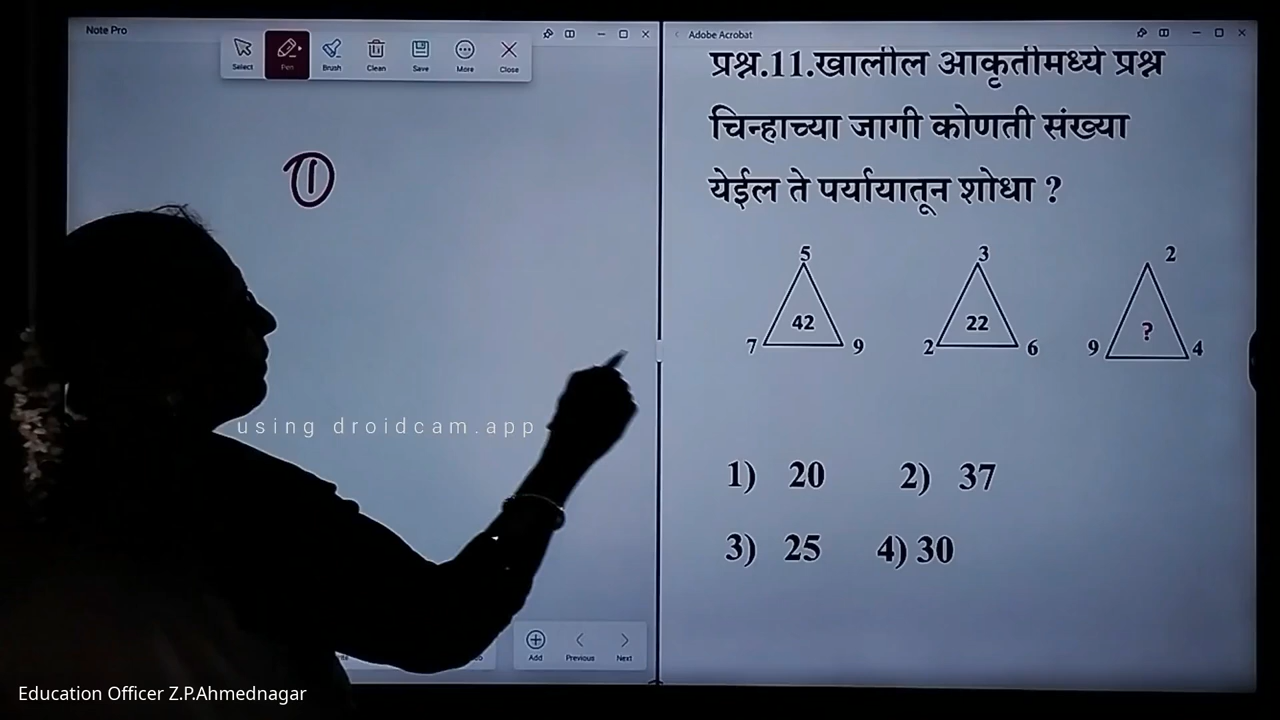 Note Pro
Select Pen Brush Clean Save More Close
①
using droidcam.app
Add Previous Next
Education Officer Z.P.Ahmednagar
Adobe Acrobat
प्रश्न.11.खालील आकृतीमध्ये प्रश्न
चिन्हाच्या जागी कोणती संख्या
येईल ते पर्यायातून शोधा ?
5 3 2
42 22 ?
7 9 2 6 9 4
1) 20 2) 37
3) 25 4) 30